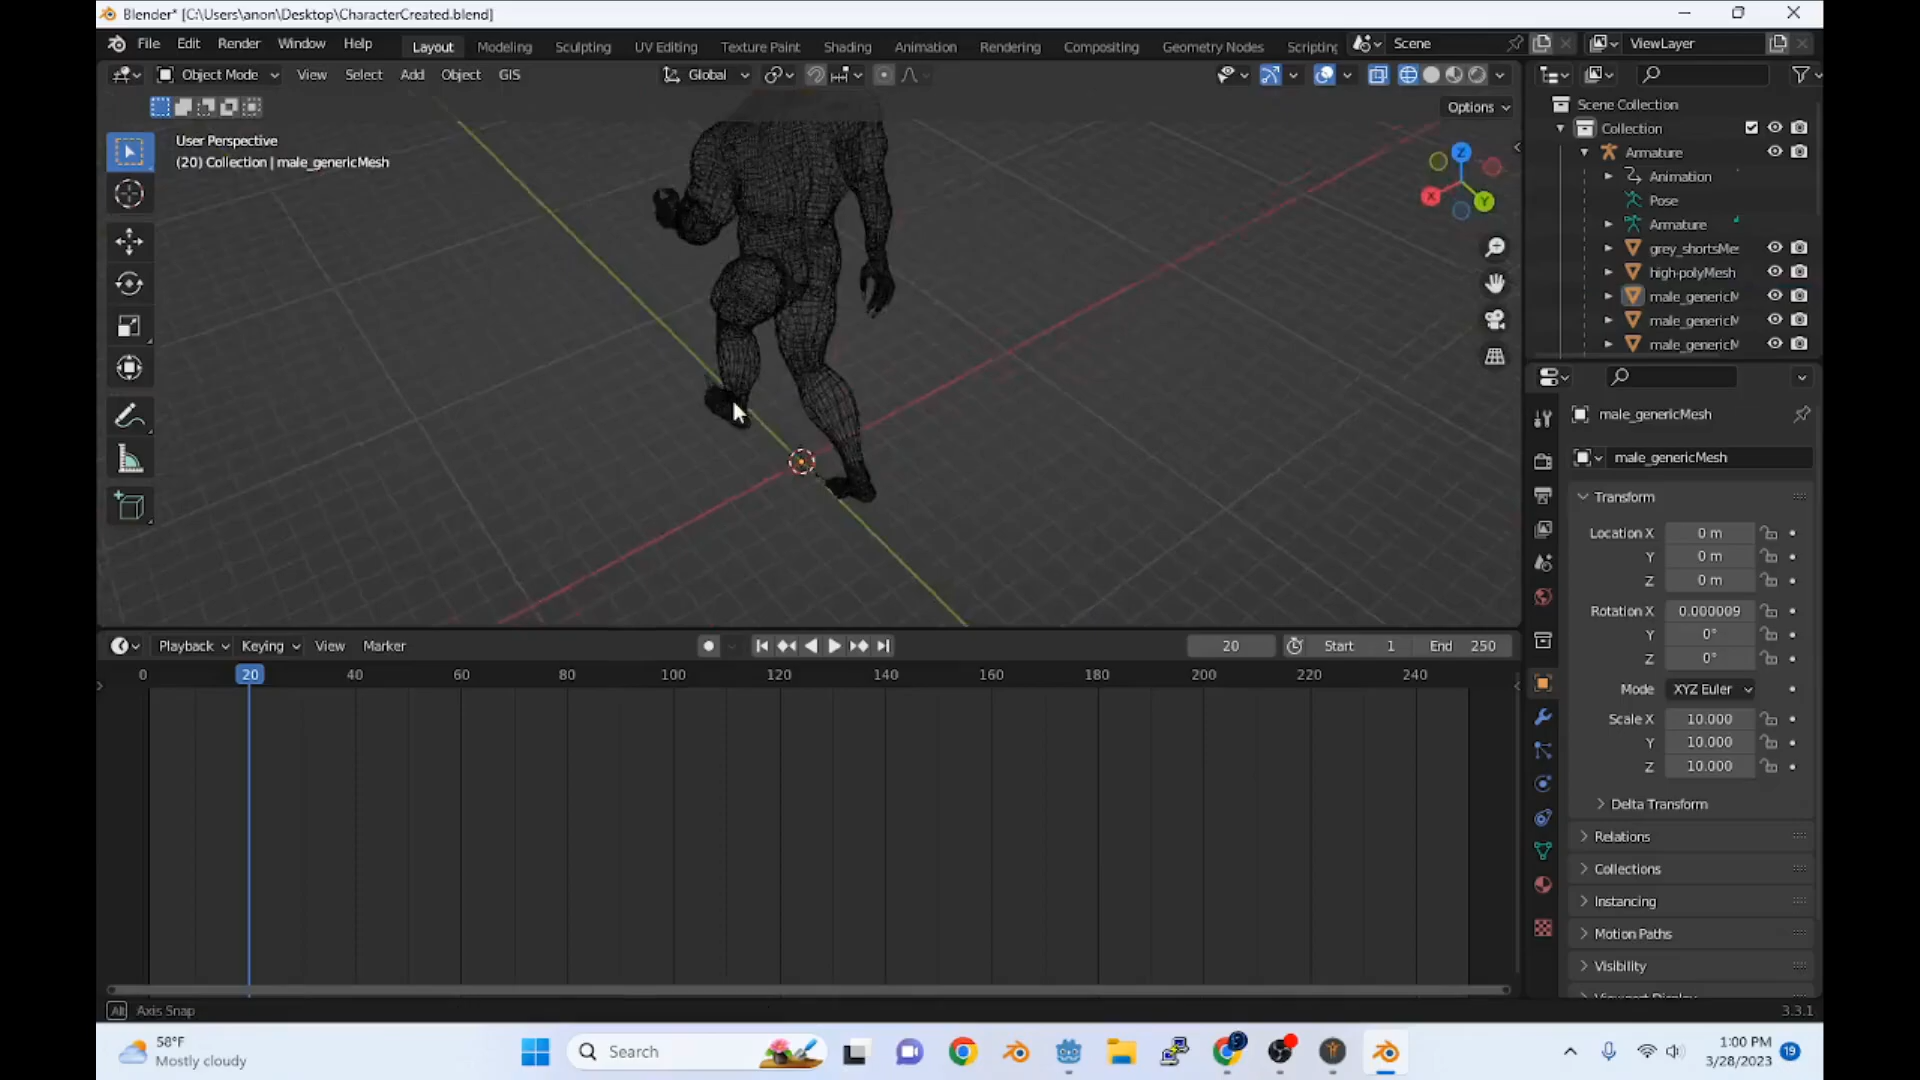 Blender* [C:\Users\anon\Desktop\CharacterCreated.blend]
File Edit Render Window Help
Layout Modeling Sculpting UV Editing Texture Paint Shading Animation Rendering Compositing Geometry Nodes Scripting
Scene
ViewLayer
Object Mode View Select Add Object GIS
Global
Options
User Perspective
(20) Collection | male_genericMesh
Z
X
Y
Scene Collection
Collection
Armature
Animation
Pose
Armature
grey_shortsMe
high-polyMesh
male_genericM
male_genericM
male_genericM
male_genericMesh
male_genericMesh
Transform
Location X 0 m
Y 0 m
Z 0 m
Rotation X 0.000009
Y 0°
Z 0°
Mode XYZ Euler
Scale X 10.000
Y 10.000
Z 10.000
Delta Transform
Relations
Collections
Instancing
Motion Paths
Visibility
Viewport Display
Playback Keying View Marker
20
Start 1
End 250
0 20 40 60 80 100 120 140 160 180 200 220 240
Alt Axis Snap
3.3.1
58°F
Mostly cloudy
Search
1:00 PM
3/28/2023
19